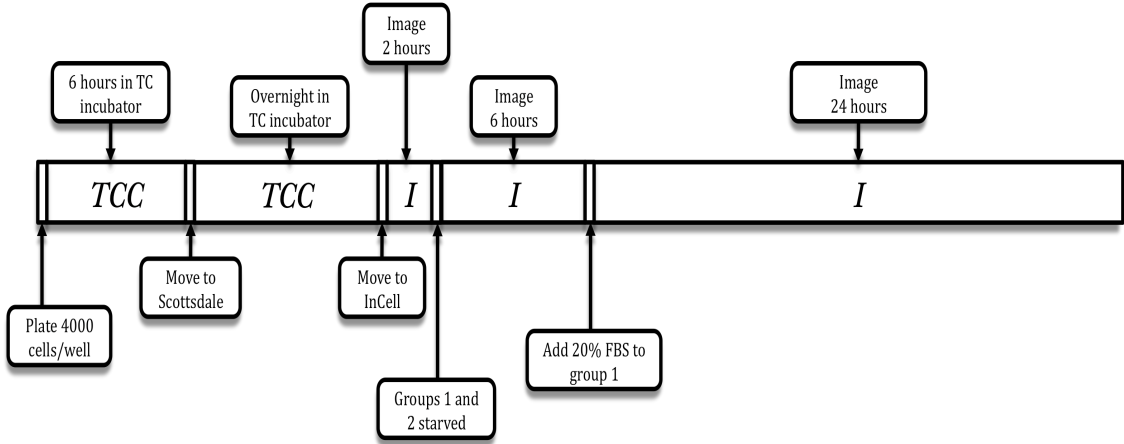 Image
2 hours
6 hours in TC
incubator
Overnight in
TC incubator
Image
6 hours
Image
24 hours
TCC
TCC
I
I
I
Move to
Scottsdale
Move to
InCell
Plate 4000
cells/well
Add 20% FBS to
group 1
Groups 1 and
2 starved